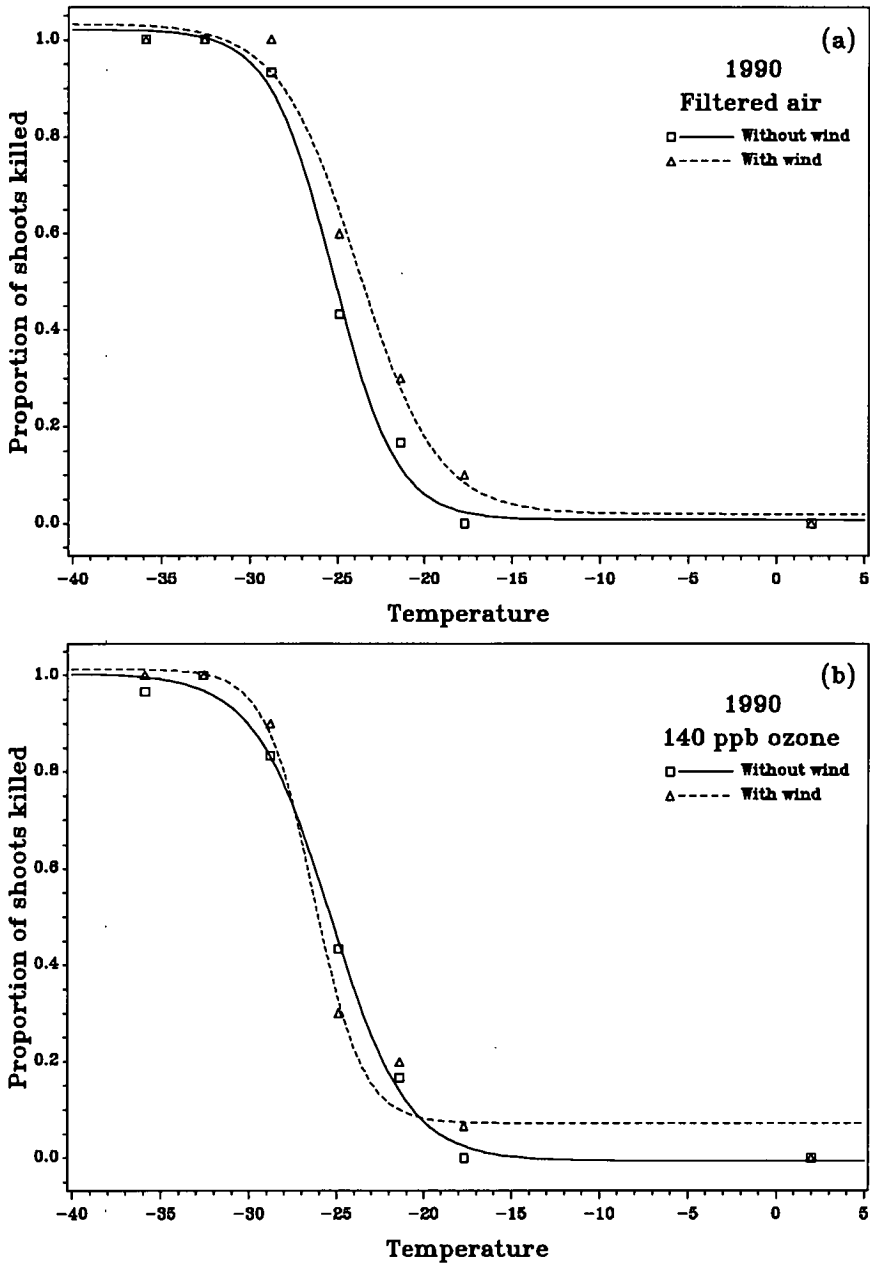 (a)
1990
Filtered air
Without wind
With wind
Proportion of shoots killed
1.0
0.8
0.6
0.4
0.2
0.0
-40 -35 -30 -25 -20 -15 -10 -5 0 5
Temperature
(b)
1990
140 ppb ozone
Without wind
With wind
Proportion of shoots killed
1.0
0.8
0.6
0.4
0.2
0.0
-40 -35 -30 -25 -20 -15 -10 -5 0 5
Temperature